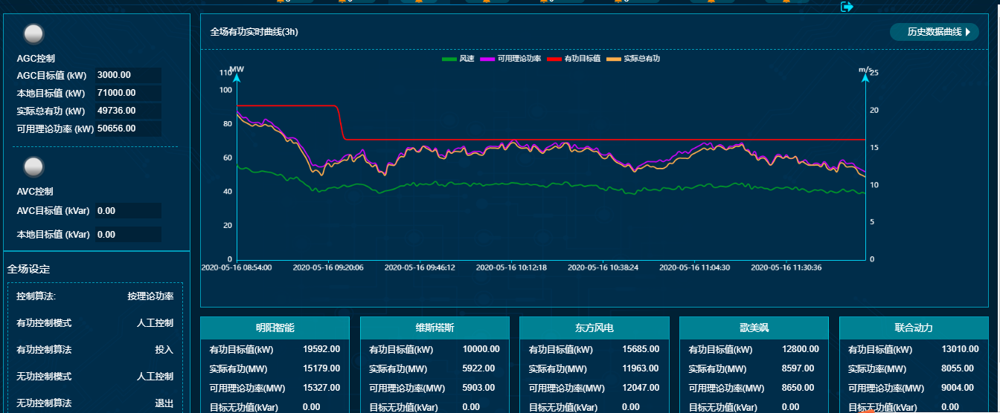 全场有功实时曲线(3h)
历史数据曲线
AGC控制
AGC目标值 (kW) 3000.00
本地目标值 (kW) 71000.00
实际总有功 (kW) 49736.00
可用理论功率 (kW) 50656.00
AVC控制
AVC目标值 (kVar) 0.00
本地目标值 (kVar) 0.00
全场设定
控制算法: 按理论功率
有功控制模式 人工控制
有功控制算法 投入
无功控制模式 人工控制
无功控制算法 退出
风速 可用理论功率 有功目标值 实际总有功
MW m/s
110 25
100
20
80
15
60
10
40
5
20
0 0
2020-05-16 08:54:00 2020-05-16 09:20:06 2020-05-16 09:46:12 2020-05-16 10:12:18 2020-05-16 10:38:24 2020-05-16 11:04:30 2020-05-16 11:30:36
明阳智能
有功目标值(kW) 19592.00
实际有功(MW) 15179.00
可用理论功率(MW) 15327.00
目标无功值(kVar) 0.00
维斯塔斯
有功目标值(kW) 10000.00
实际有功(MW) 5922.00
可用理论功率(MW) 5903.00
目标无功值(kVar) 0.00
东方风电
有功目标值(kW) 15685.00
实际有功(MW) 11963.00
可用理论功率(MW) 12047.00
目标无功值(kVar) 0.00
歌美飒
有功目标值(kW) 12800.00
实际有功(MW) 8597.00
可用理论功率(MW) 8650.00
目标无功值(kVar) 0.00
联合动力
有功目标值(kW) 13010.00
实际功率(MW) 8055.00
可用理论功率(MW) 9004.00
目标无功值(kVar) 0.00